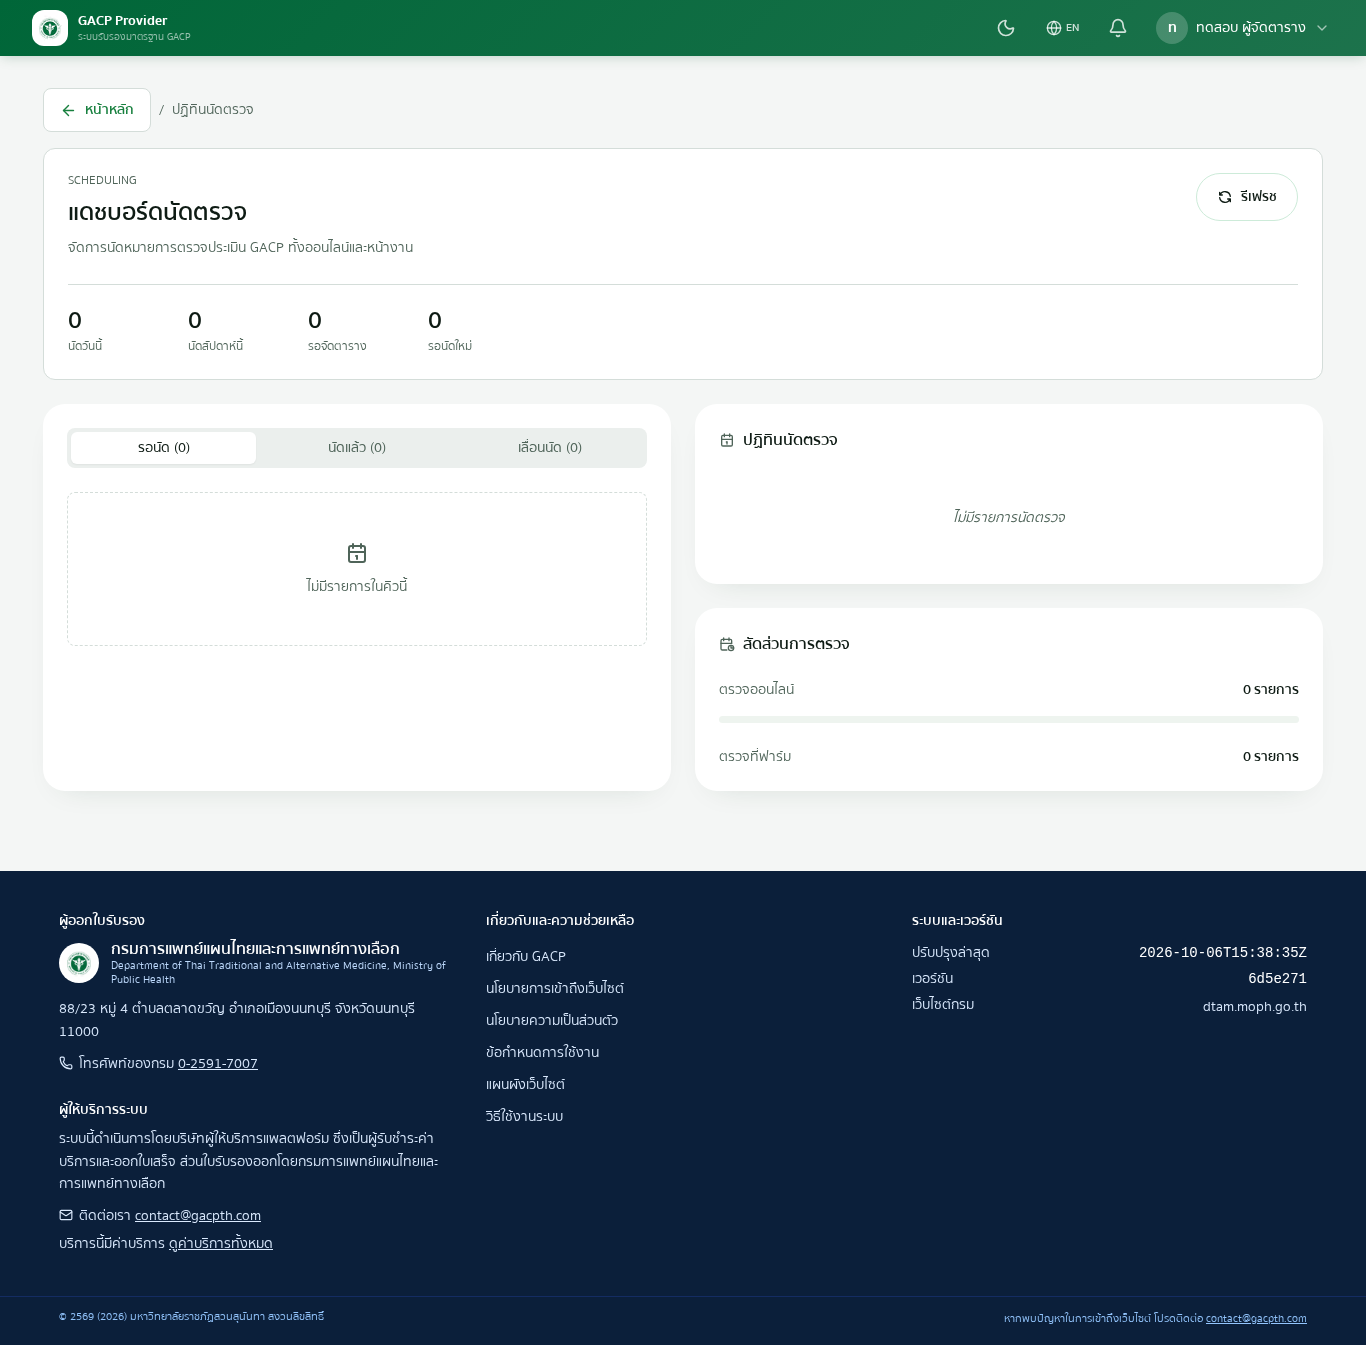 GACP Provider
ระบบรับรองมาตรฐาน GACP
EN
ท
ทดสอบ ผู้จัดตาราง
หน้าหลัก / ปฏิทินนัดตรวจ
SCHEDULING
แดชบอร์ดนัดตรวจ
จัดการนัดหมายการตรวจประเมิน GACP ทั้งออนไลน์และหน้างาน
รีเฟรช
0
นัดวันนี้
0
นัดสัปดาห์นี้
0
รอจัดตาราง
0
รอนัดใหม่
รอนัด (0)
นัดแล้ว (0)
เลื่อนนัด (0)
ไม่มีรายการในคิวนี้
ปฏิทินนัดตรวจ
ไม่มีรายการนัดตรวจ
สัดส่วนการตรวจ
ตรวจออนไลน์
0 รายการ
ตรวจที่ฟาร์ม
0 รายการ
ผู้ออกใบรับรอง
กรมการแพทย์แผนไทยและการแพทย์ทางเลือก
Department of Thai Traditional and Alternative Medicine, Ministry of
Public Health
88/23 หมู่ 4 ตำบลตลาดขวัญ อำเภอเมืองนนทบุรี จังหวัดนนทบุรี
11000
โทรศัพท์ของกรม 0-2591-7007
ผู้ให้บริการระบบ
ระบบนี้ดำเนินการโดยบริษัทผู้ให้บริการแพลตฟอร์ม ซึ่งเป็นผู้รับชำระค่า
บริการและออกใบเสร็จ ส่วนใบรับรองออกโดยกรมการแพทย์แผนไทยและ
การแพทย์ทางเลือก
ติดต่อเรา contact@gacpth.com
บริการนี้มีค่าบริการ ดูค่าบริการทั้งหมด
เกี่ยวกับและความช่วยเหลือ
เกี่ยวกับ GACP
นโยบายการเข้าถึงเว็บไซต์
นโยบายความเป็นส่วนตัว
ข้อกำหนดการใช้งาน
แผนผังเว็บไซต์
วิธีใช้งานระบบ
ระบบและเวอร์ชัน
ปรับปรุงล่าสุด
2026-10-06T15:38:35Z
เวอร์ชัน
6d5e271
เว็บไซต์กรม
dtam.moph.go.th
© 2569 (2026) มหาวิทยาลัยราชภัฏสวนสุนันทา สงวนลิขสิทธิ์
หากพบปัญหาในการเข้าถึงเว็บไซต์ โปรดติดต่อ contact@gacpth.com